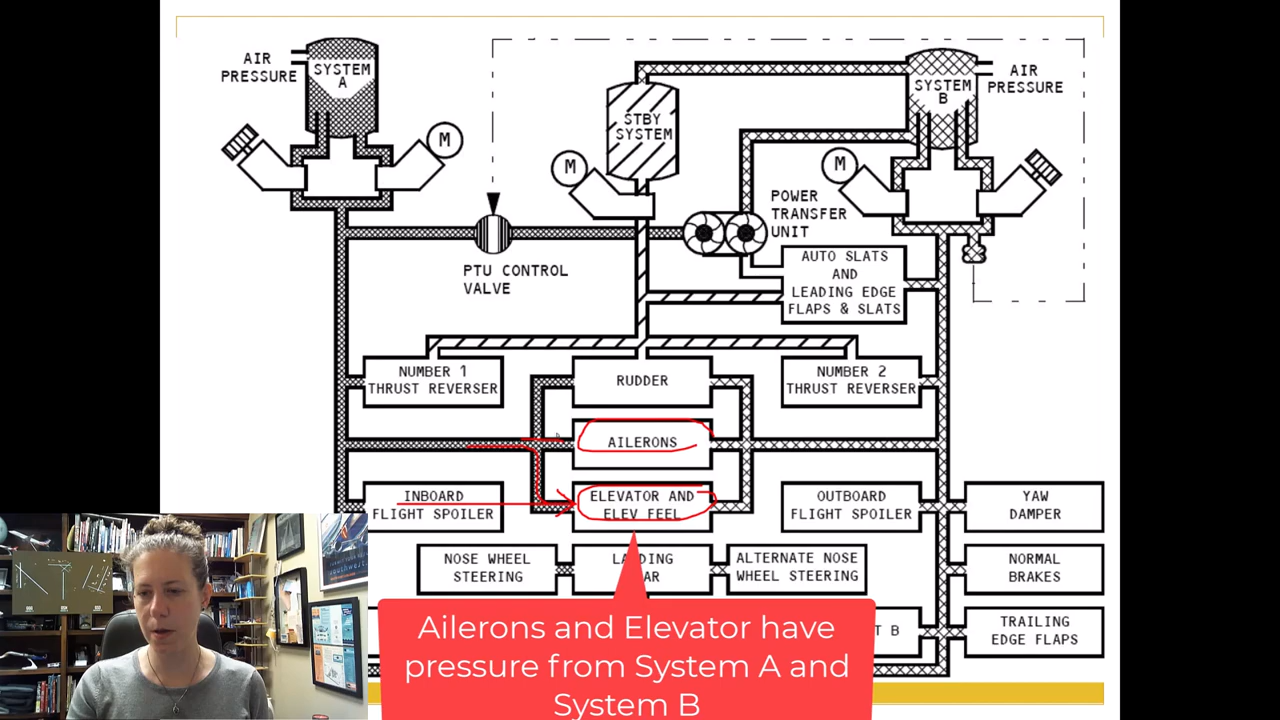 AIR
PRESSURE
SYSTEM
A
M
STBY
SYSTEM
M
SYSTEM
B
AIR
PRESSURE
M
POWER
TRANSFER
UNIT
PTU CONTROL
VALVE
AUTO SLATS
AND
LEADING EDGE
FLAPS & SLATS
NUMBER 1
THRUST REVERSER
RUDDER
NUMBER 2
THRUST REVERSER
AILERONS
INBOARD
FLIGHT SPOILER
ELEVATOR AND
ELEV FEEL
OUTBOARD
FLIGHT SPOILER
YAW
DAMPER
NOSE WHEEL
STEERING
ALTERNATE NOSE
WHEEL STEERING
NORMAL
BRAKES
B
TRAILING
EDGE FLAPS
Ailerons and Elevator have
pressure from System A and
System B